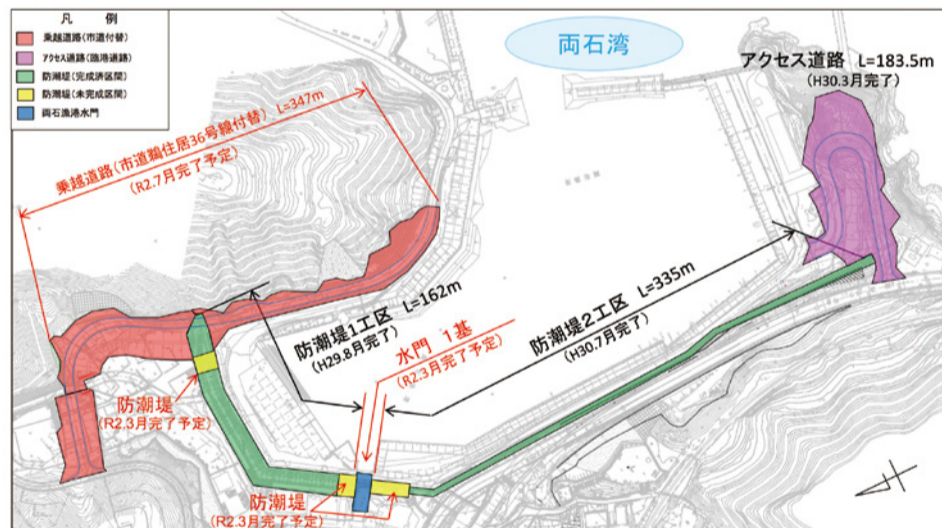 凡　例
乗越道路(市道付替)
アクセス道路(臨港道路)
防潮堤(完成済区間)
防潮堤(未完成区間)
両石漁港水門
両石湾
アクセス道路　L=183.5m
(H30.3月完了)
乗越道路(市道鵜住居36号線付替)　L=347m
(R2.7月完了予定)
防潮堤1工区　L=162m
(H29.8月完了)
水門　1基
(R2.3月完了予定)
防潮堤2工区　L=335m
(H30.7月完了)
防潮堤
(R2.3月完了予定)
防潮堤
(R2.3月完了予定)